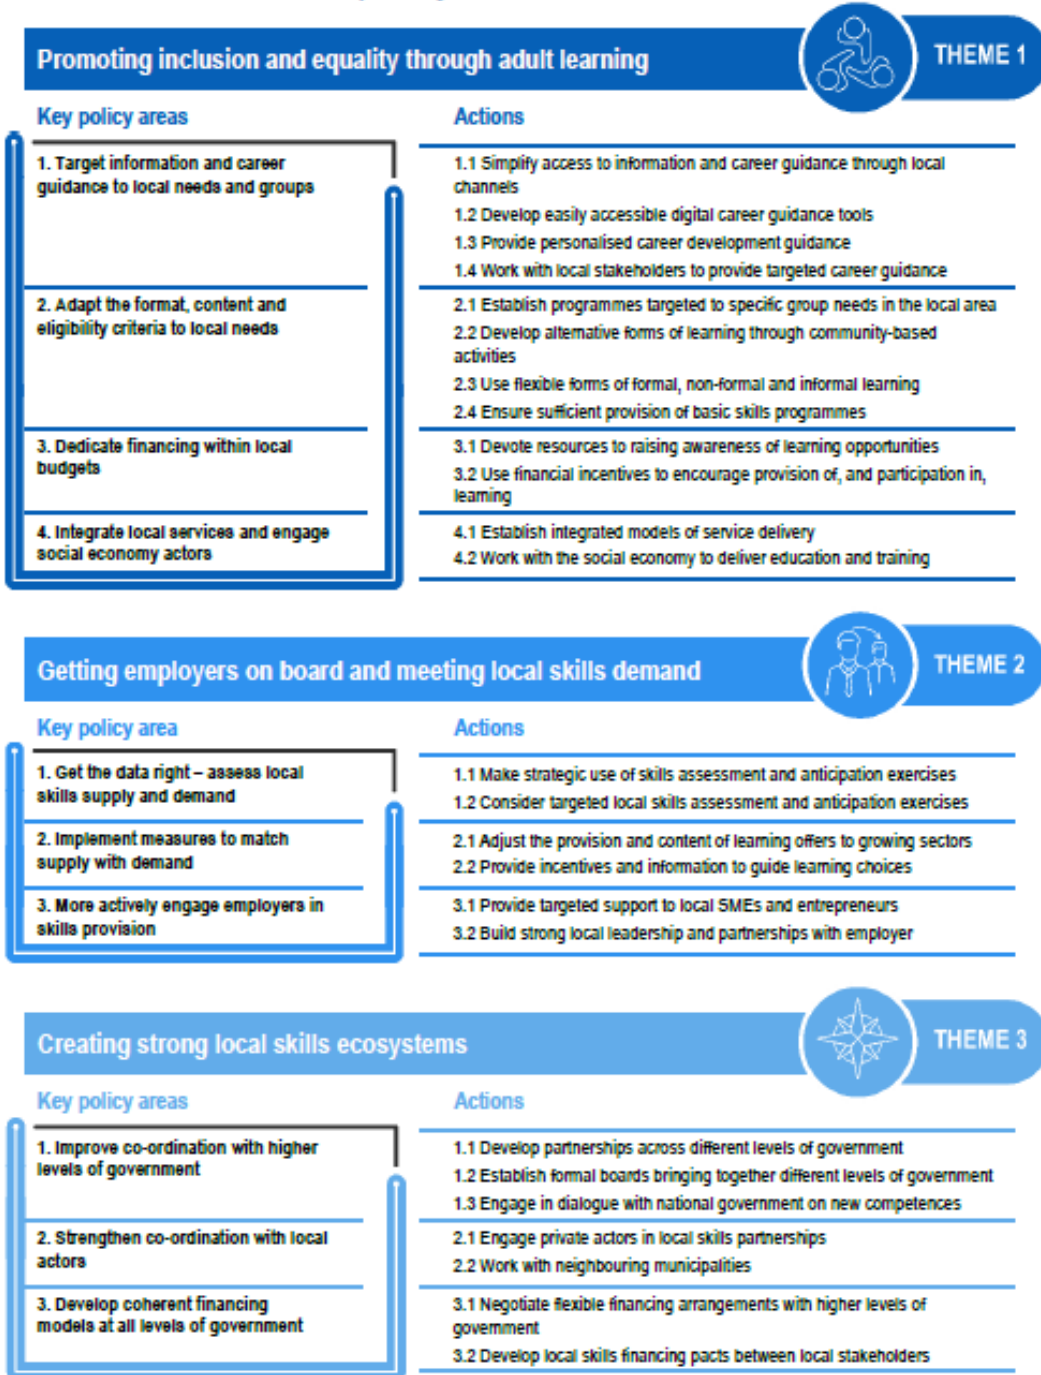 Promoting inclusion and equality through adult learning
THEME 1
Key policy areas
Actions
1. Target information and career
guidance to local needs and groups
1.1 Simplify access to information and career guidance through local
channels
1.2 Develop easily accessible digital career guidance tools
1.3 Provide personalised career development guidance
1.4 Work with local stakeholders to provide targeted career guidance
2. Adapt the format, content and
eligibility criteria to local needs
2.1 Establish programmes targeted to specific group needs in the local area
2.2 Develop alternative forms of learning through community-based
activities
2.3 Use flexible forms of formal, non-formal and informal learning
2.4 Ensure sufficient provision of basic skills programmes
3. Dedicate financing within local
budgets
3.1 Devote resources to raising awareness of learning opportunities
3.2 Use financial incentives to encourage provision of, and participation in,
learning
4. Integrate local services and engage
social economy actors
4.1 Establish integrated models of service delivery
4.2 Work with the social economy to deliver education and training
Getting employers on board and meeting local skills demand
THEME 2
Key policy area
Actions
1. Get the data right – assess local
skills supply and demand
1.1 Make strategic use of skills assessment and anticipation exercises
1.2 Consider targeted local skills assessment and anticipation exercises
2. Implement measures to match
supply with demand
2.1 Adjust the provision and content of learning offers to growing sectors
2.2 Provide incentives and information to guide learning choices
3. More actively engage employers in
skills provision
3.1 Provide targeted support to local SMEs and entrepreneurs
3.2 Build strong local leadership and partnerships with employer
Creating strong local skills ecosystems
THEME 3
Key policy areas
Actions
1. Improve co-ordination with higher
levels of government
1.1 Develop partnerships across different levels of government
1.2 Establish formal boards bringing together different levels of government
1.3 Engage in dialogue with national government on new competences
2. Strengthen co-ordination with local
actors
2.1 Engage private actors in local skills partnerships
2.2 Work with neighbouring municipalities
3. Develop coherent financing
models at all levels of government
3.1 Negotiate flexible financing arrangements with higher levels of
government
3.2 Develop local skills financing pacts between local stakeholders